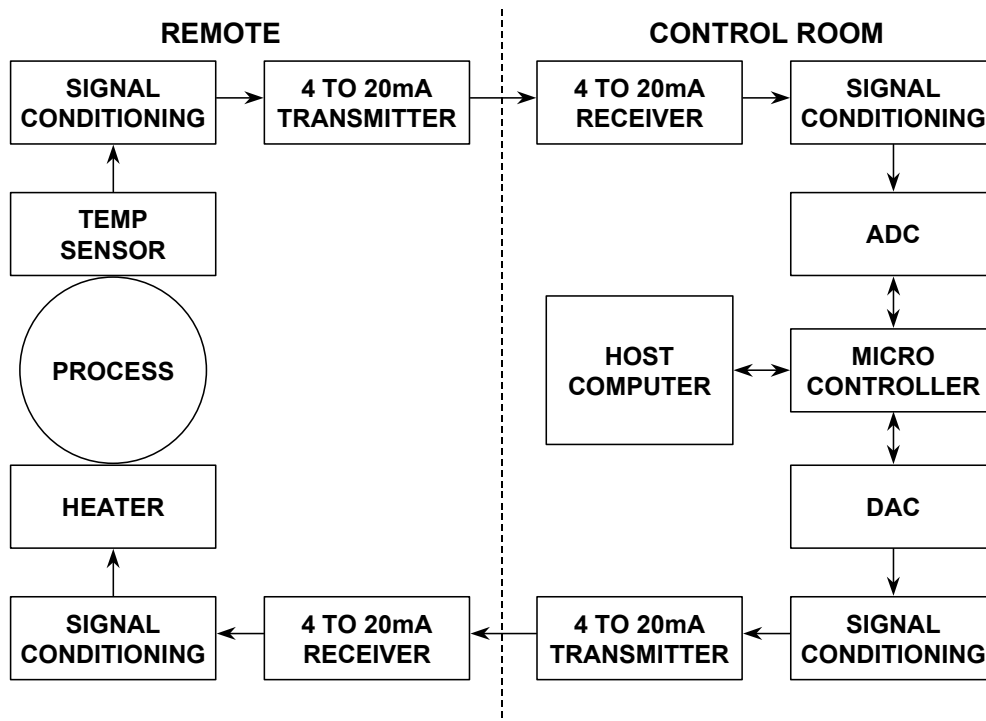 REMOTE
CONTROL ROOM
SIGNAL
CONDITIONING
4 TO 20mA
TRANSMITTER
4 TO 20mA
RECEIVER
SIGNAL
CONDITIONING
TEMP
SENSOR
ADC
PROCESS
HOST
COMPUTER
MICRO
CONTROLLER
HEATER
DAC
SIGNAL
CONDITIONING
4 TO 20mA
RECEIVER
4 TO 20mA
TRANSMITTER
SIGNAL
CONDITIONING